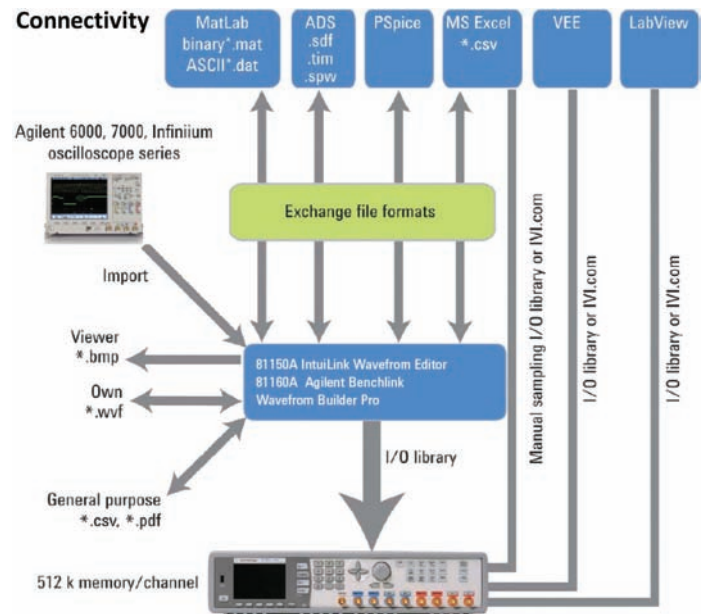 Connectivity
MatLab
binary*.mat
ASCII*.dat
ADS
.sdf
.tim
.spw
PSpice
MS Excel
*.csv
VEE
LabView
Agilent 6000, 7000, Infiniium
oscilloscope series
Exchange file formats
Import
Viewer
*.bmp
Own
*.wvf
General purpose
*.csv, *.pdf
81150A IntuiLink Wavefrom Editor
81160A Agilent Benchlink
Wavefrom Builder Pro
I/O library
Manual sampling I/O library or IVI.com
I/O library or IVI.com
I/O library or IVI.com
512 k memory/channel